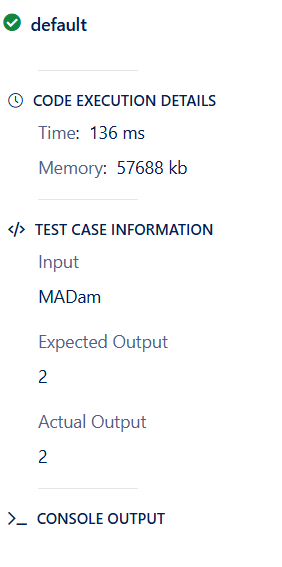 default
CODE EXECUTION DETAILS
Time: 136 ms
Memory: 57688 kb
</> TEST CASE INFORMATION
Input
MADam
Expected Output
2
Actual Output
2
>_ CONSOLE OUTPUT